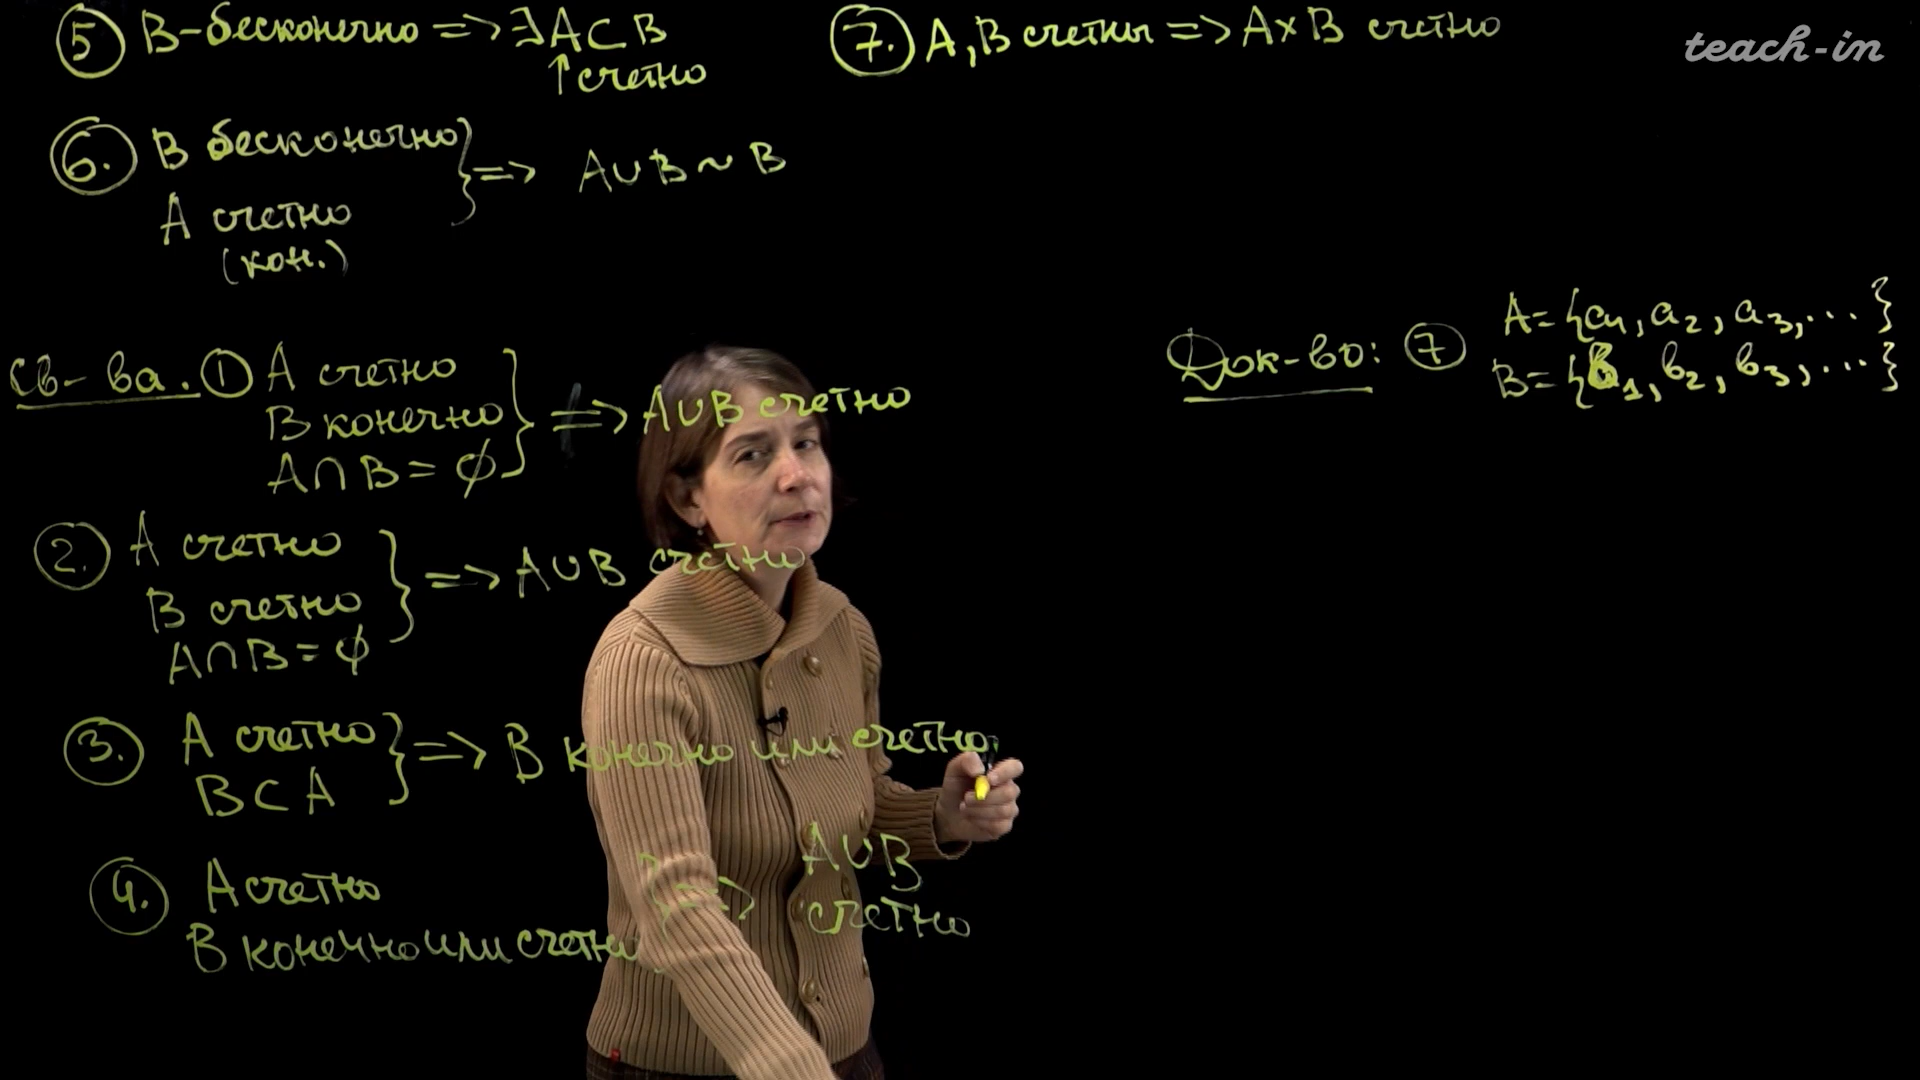 ⑤ B-бесконечно => ∃A⊂B
↑счетно
⑥. B бесконечно } => A∪B ~ B
A счетно
(кон.)
Св-ва. ① A счетно
B конечно } => A∪B счетно
A∩B = ∅
②. A счетно
B счетно } => A∪B счетно
A∩B = ∅
③. A счетно
B⊂A } => B конечно или счетно
④. A счетно
B конечно или счетно } => A∪B счетно
⑦. A, B счетны => A×B счетно
teach-in
Док-во: ⑦ A = {a₁, a₂, a₃, ... }
B = {b₁, b₂, b₃, ... }